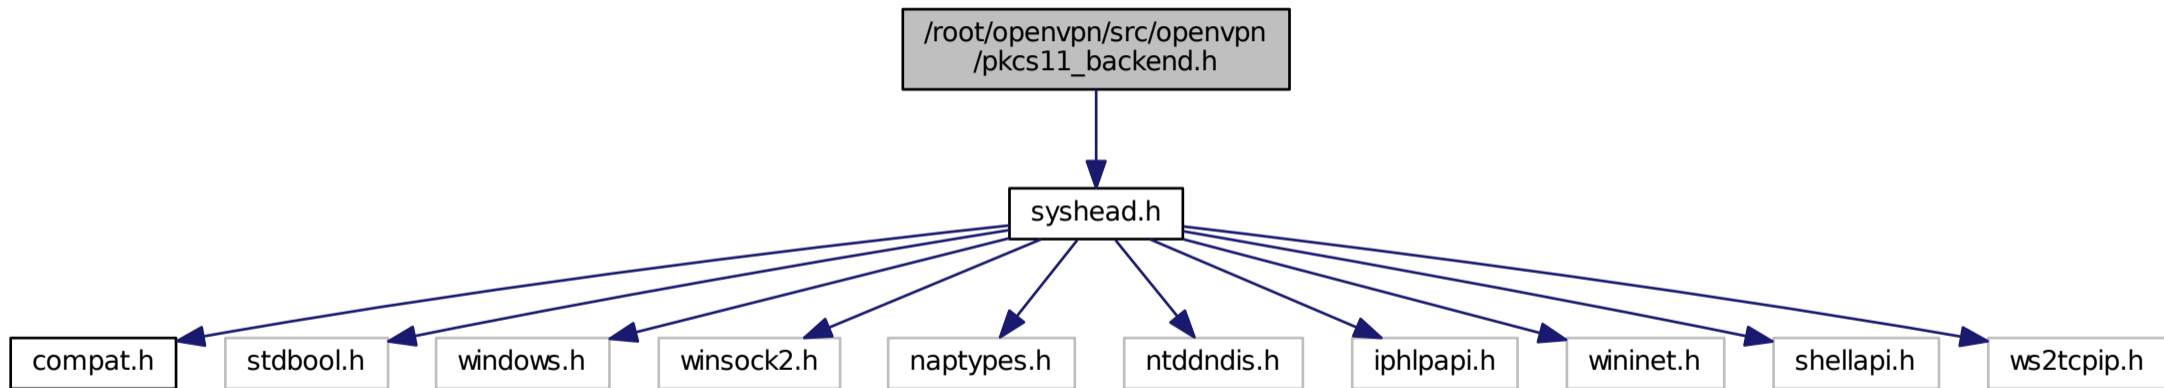 /root/openvpn/src/openvpn
/pkcs11_backend.h
syshead.h
compat.h
stdbool.h
windows.h
winsock2.h
naptypes.h
ntddndis.h
iphlpapi.h
wininet.h
shellapi.h
ws2tcpip.h